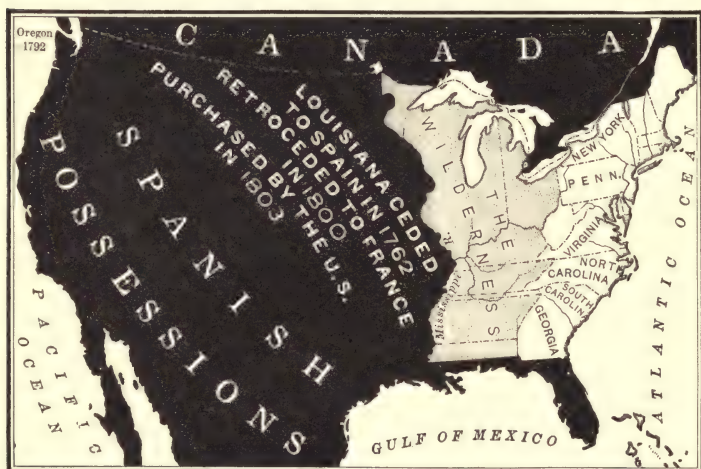 Oregon
1792
CANADA
LOUISIANA CEDED
TO SPAIN IN 1762
RETROCEDED TO FRANCE
IN 1800
PURCHASED BY THE U.S.
IN 1803
SPANISH
POSSESSIONS
THE
WILDERNESS
Mississippi R.
NEW YORK
PENN.
VIRGINIA
NORTH
CAROLINA
SOUTH
CAROLINA
GEORGIA
PACIFIC
OCEAN
ATLANTIC OCEAN
GULF OF MEXICO